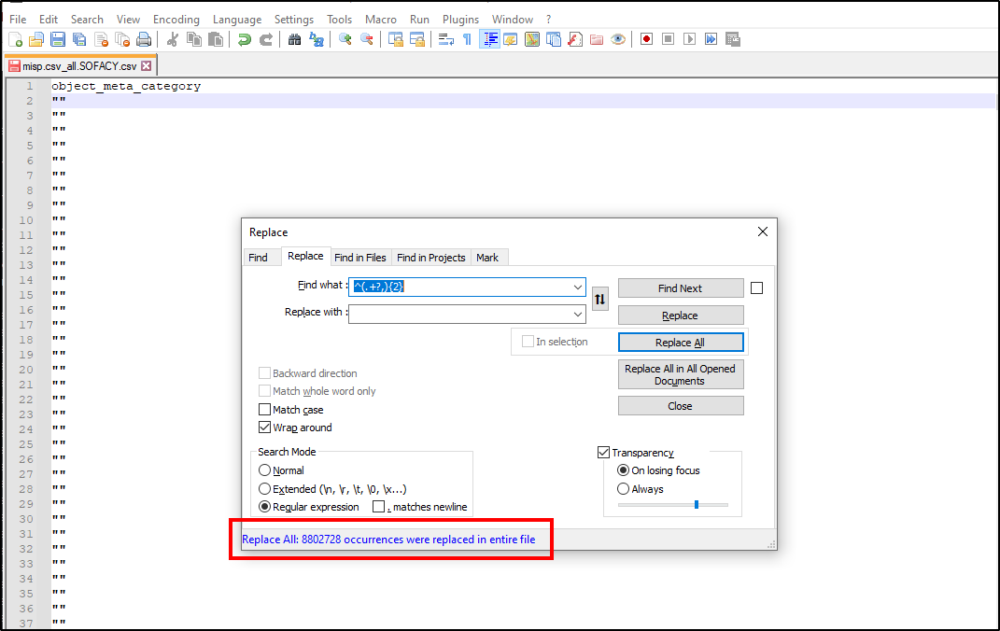 File Edit Search View Encoding Language Settings Tools Macro Run Plugins Window ?
misp.csv_all.SOFACY.csv
1 object_meta_category
2 ""
3 ""
4 ""
5 ""
6 ""
7 ""
8 ""
9 ""
10 ""
11 ""
12 ""
13 ""
14 ""
15 ""
16 ""
17 ""
18 ""
19 ""
20 ""
21 ""
22 ""
23 ""
24 ""
25 ""
26 ""
27 ""
28 ""
29 ""
30 ""
31 ""
32 ""
33 ""
34 ""
35 ""
36 ""
37 ""
Replace
Find Replace Find in Files Find in Projects Mark
Find what : ^(.+?,){2} Find Next
Replace with : Replace
In selection Replace All
Backward direction Replace All in All Opened
Documents
Match whole word only
Match case Close
Wrap around
Search Mode Transparency
Normal On losing focus
Extended (\n, \r, \t, \0, \x...) Always
Regular expression . matches newline
Replace All: 8802728 occurrences were replaced in entire file